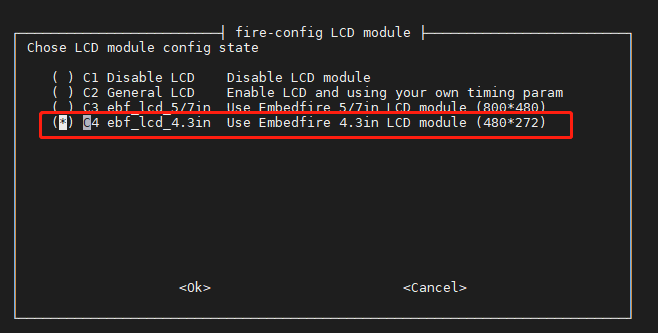 fire-config LCD module
Chose LCD module config state
( ) C1 Disable LCD    Disable LCD module
( ) C2 General LCD    Enable LCD and using your own timing param
( ) C3 ebf_lcd_5/7in  Use Embedfire 5/7in LCD module (800*480)
(*) C4 ebf_lcd_4.3in  Use Embedfire 4.3in LCD module (480*272)
<Ok>    <Cancel>